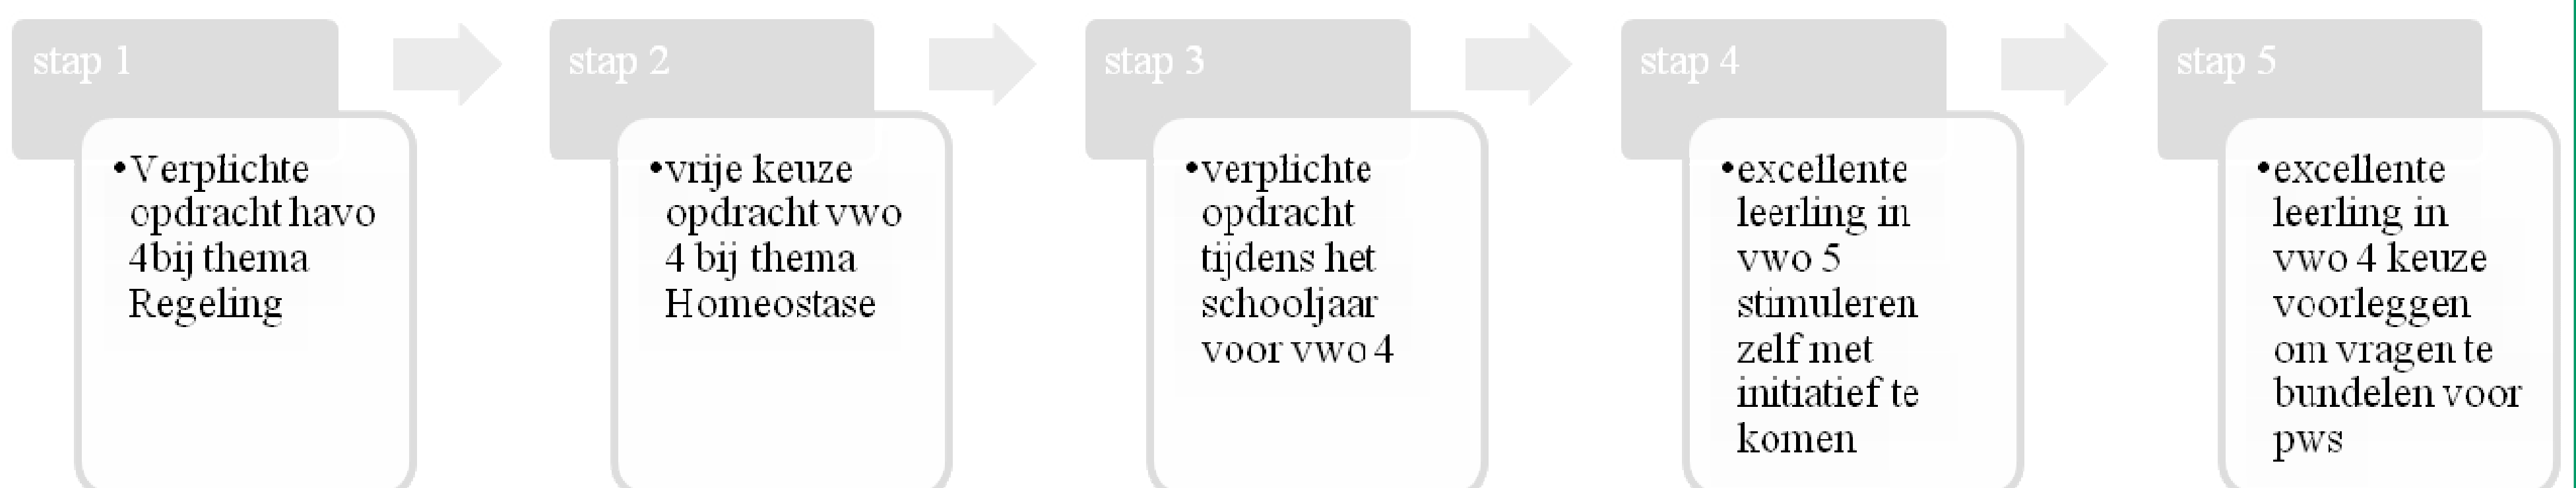 stap 1
•Verplichte
opdracht havo
4bij thema
Regeling
stap 2
•vrije keuze
opdracht vwo
4 bij thema
Homeostase
stap 3
•verplichte
opdracht
tijdens het
schooljaar
voor vwo 4
stap 4
•excellente
leerling in
vwo 5
stimuleren
zelf met
initiatief te
komen
stap 5
•excellente
leerling in
vwo 4 keuze
voorleggen
om vragen te
bundelen voor
pws